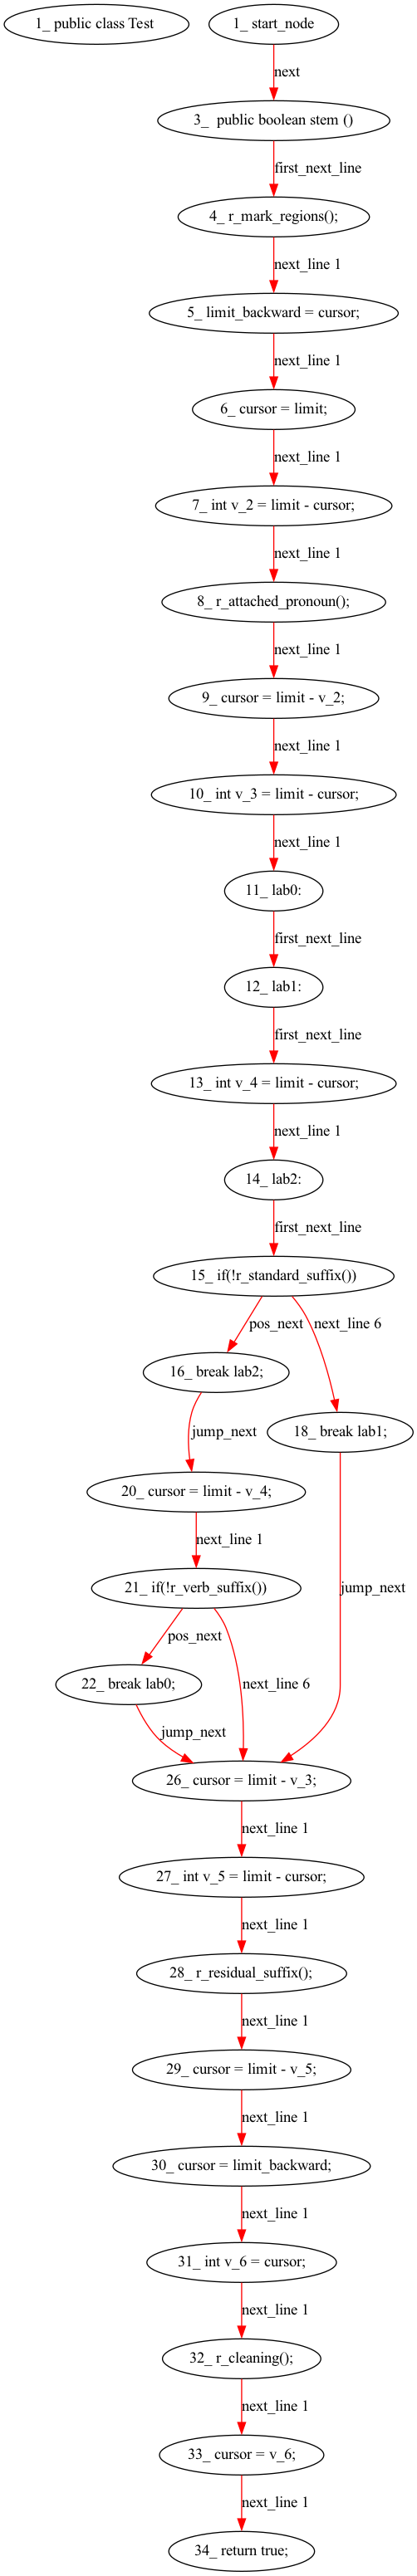 1_ public class Test
1_ start_node
next
3_ public boolean stem ()
first_next_line
4_ r_mark_regions();
next_line 1
5_ limit_backward = cursor;
next_line 1
6_ cursor = limit;
next_line 1
7_ int v_2 = limit - cursor;
next_line 1
8_ r_attached_pronoun();
next_line 1
9_ cursor = limit - v_2;
next_line 1
10_ int v_3 = limit - cursor;
next_line 1
11_ lab0:
first_next_line
12_ lab1:
first_next_line
13_ int v_4 = limit - cursor;
next_line 1
14_ lab2:
first_next_line
15_ if(!r_standard_suffix())
pos_next
next_line 6
16_ break lab2;
18_ break lab1;
jump_next
20_ cursor = limit - v_4;
next_line 1
21_ if(!r_verb_suffix())
jump_next
pos_next
22_ break lab0;
next_line 6
jump_next
26_ cursor = limit - v_3;
next_line 1
27_ int v_5 = limit - cursor;
next_line 1
28_ r_residual_suffix();
next_line 1
29_ cursor = limit - v_5;
next_line 1
30_ cursor = limit_backward;
next_line 1
31_ int v_6 = cursor;
next_line 1
32_ r_cleaning();
next_line 1
33_ cursor = v_6;
next_line 1
34_ return true;